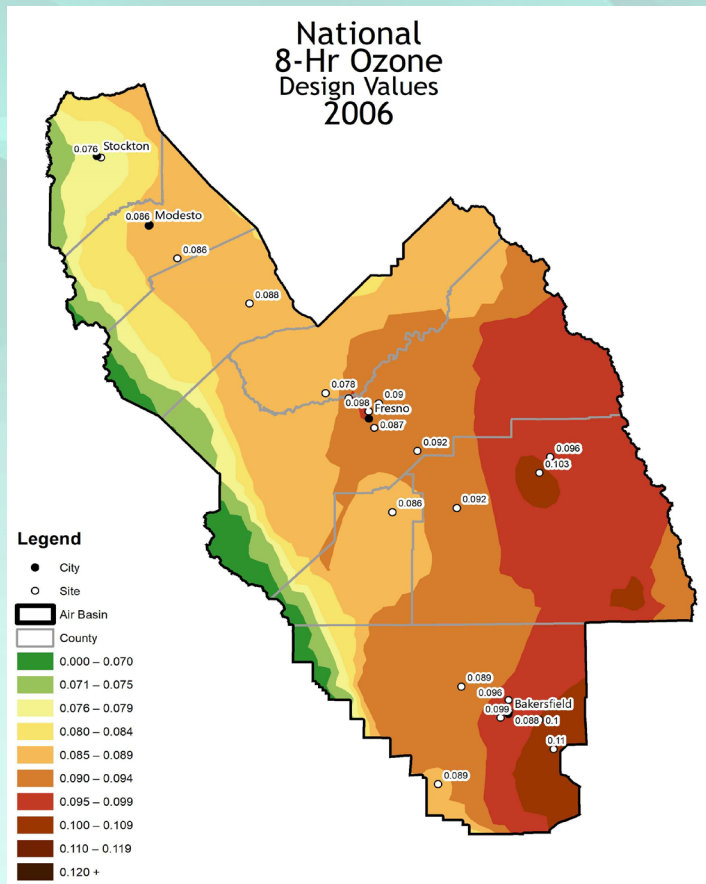 National
8-Hr Ozone
Design Values
2006
0.076 Stockton
0.086 Modesto
0.086
0.088
0.078
0.09
0.098
Fresno
0.087
0.092
0.096
0.103
0.086
0.092
Legend
City
Site
Air Basin
County
0.000 – 0.070
0.071 – 0.075
0.076 – 0.079
0.080 – 0.084
0.085 – 0.089
0.090 – 0.094
0.095 – 0.099
0.100 – 0.109
0.110 – 0.119
0.120 +
0.089
0.096
Bakersfield
0.099
0.088 0.1
0.11
0.089